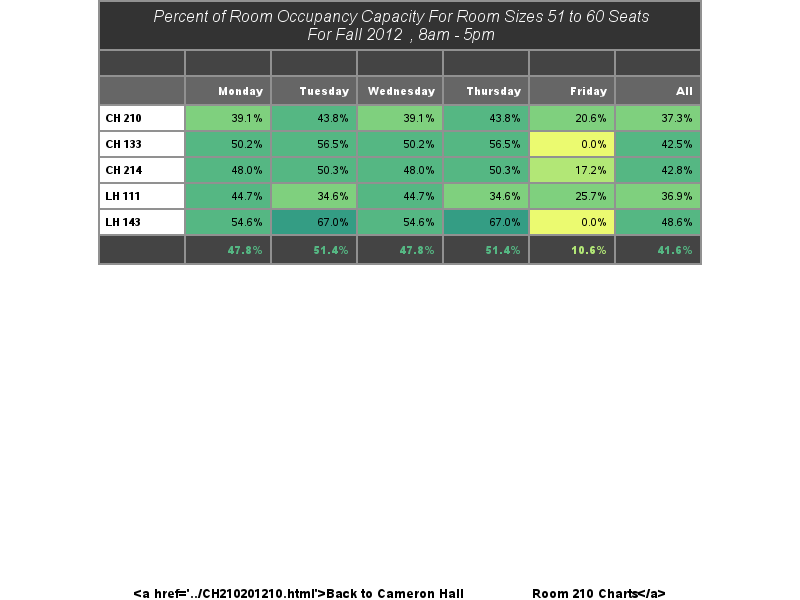 Percent of Room Occupancy Capacity For Room Sizes 51 to 60 Seats
For Fall 2012 , 8am - 5pm
Monday Tuesday Wednesday Thursday Friday All
CH 210 39.1% 43.8% 39.1% 43.8% 20.6% 37.3%
CH 133 50.2% 56.5% 50.2% 56.5% 0.0% 42.5%
CH 214 48.0% 50.3% 48.0% 50.3% 17.2% 42.8%
LH 111 44.7% 34.6% 44.7% 34.6% 25.7% 36.9%
LH 143 54.6% 67.0% 54.6% 67.0% 0.0% 48.6%
47.8% 51.4% 47.8% 51.4% 10.6% 41.6%
<a href='../CH210201210.html'>Back to Cameron Hall Room 210 Charts</a>